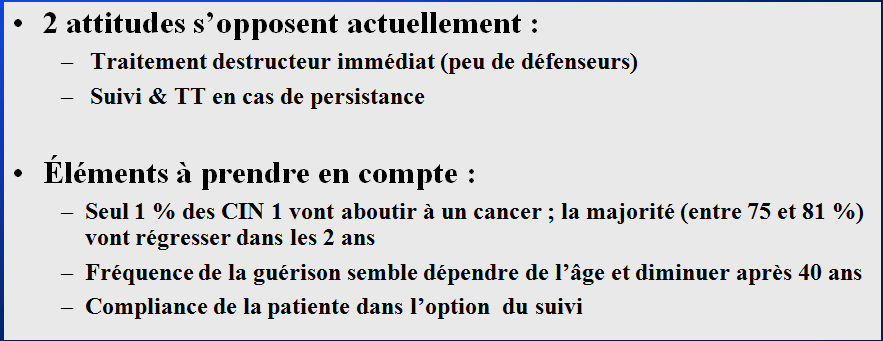 • 2 attitudes s’opposent actuellement :
– Traitement destructeur immédiat (peu de défenseurs)
– Suivi & TT en cas de persistance
• Éléments à prendre en compte :
– Seul 1 % des CIN 1 vont aboutir à un cancer ; la majorité (entre 75 et 81 %)
vont régresser dans les 2 ans
– Fréquence de la guérison semble dépendre de l’âge et diminuer après 40 ans
– Compliance de la patiente dans l’option du suivi